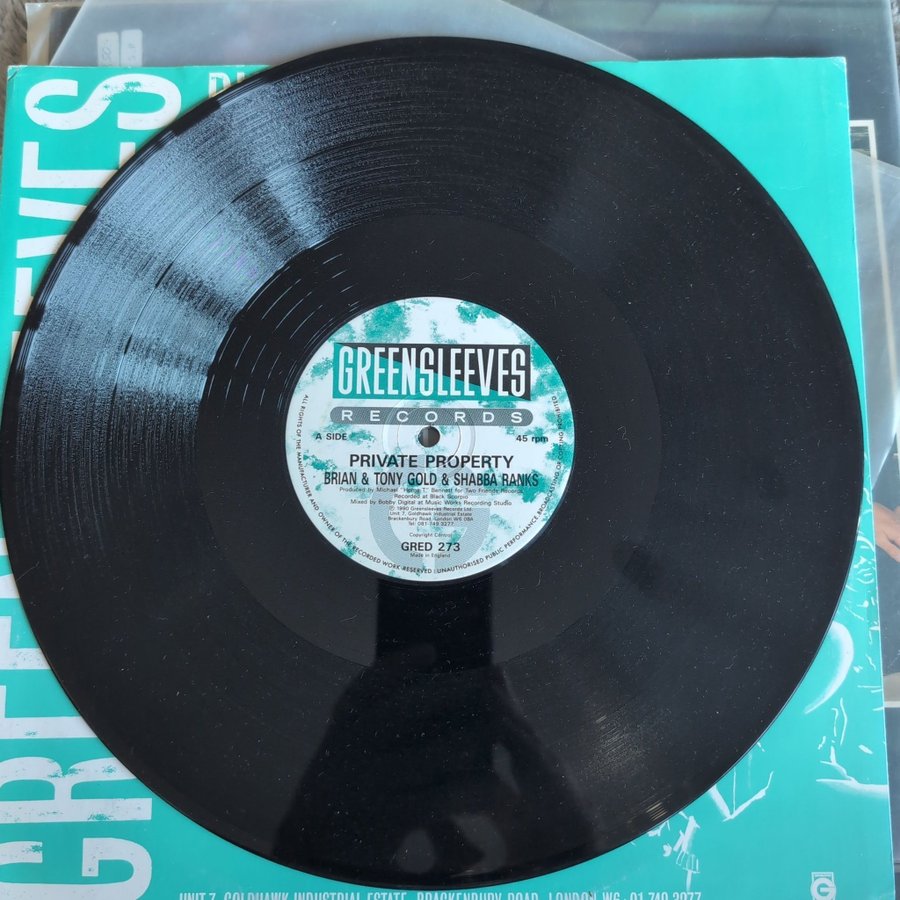 GREENSLEEVES
GREENSLEEVES
RECORDS
A SIDE
45 rpm
PRIVATE PROPERTY
BRIAN & TONY GOLD & SHABBA RANKS
Produced by Michael "Home T." Bennett for Two Friends Records
Recorded at Black Scorpio
Mixed by Bobby Digital at Music Works Recording Studio
℗ 1990 Greensleeves Records Ltd.
Unit 7, Goldhawk Industrial Estate
Brackenbury Road, London W6 0BA
Tel: 081-749 3277
Copyright Control
GRED 273
Made in England
ALL RIGHTS OF THE MANUFACTURER AND OWNER OF THE RECORDED WORK RESERVED | UNAUTHORISED PUBLIC PERFORMANCE BROADCASTING OR COPYING PROHIBITED
UNIT 7, GOLDHAWK INDUSTRIAL ESTATE, BRACKENBURY ROAD, LONDON W6 · 01 749 3277